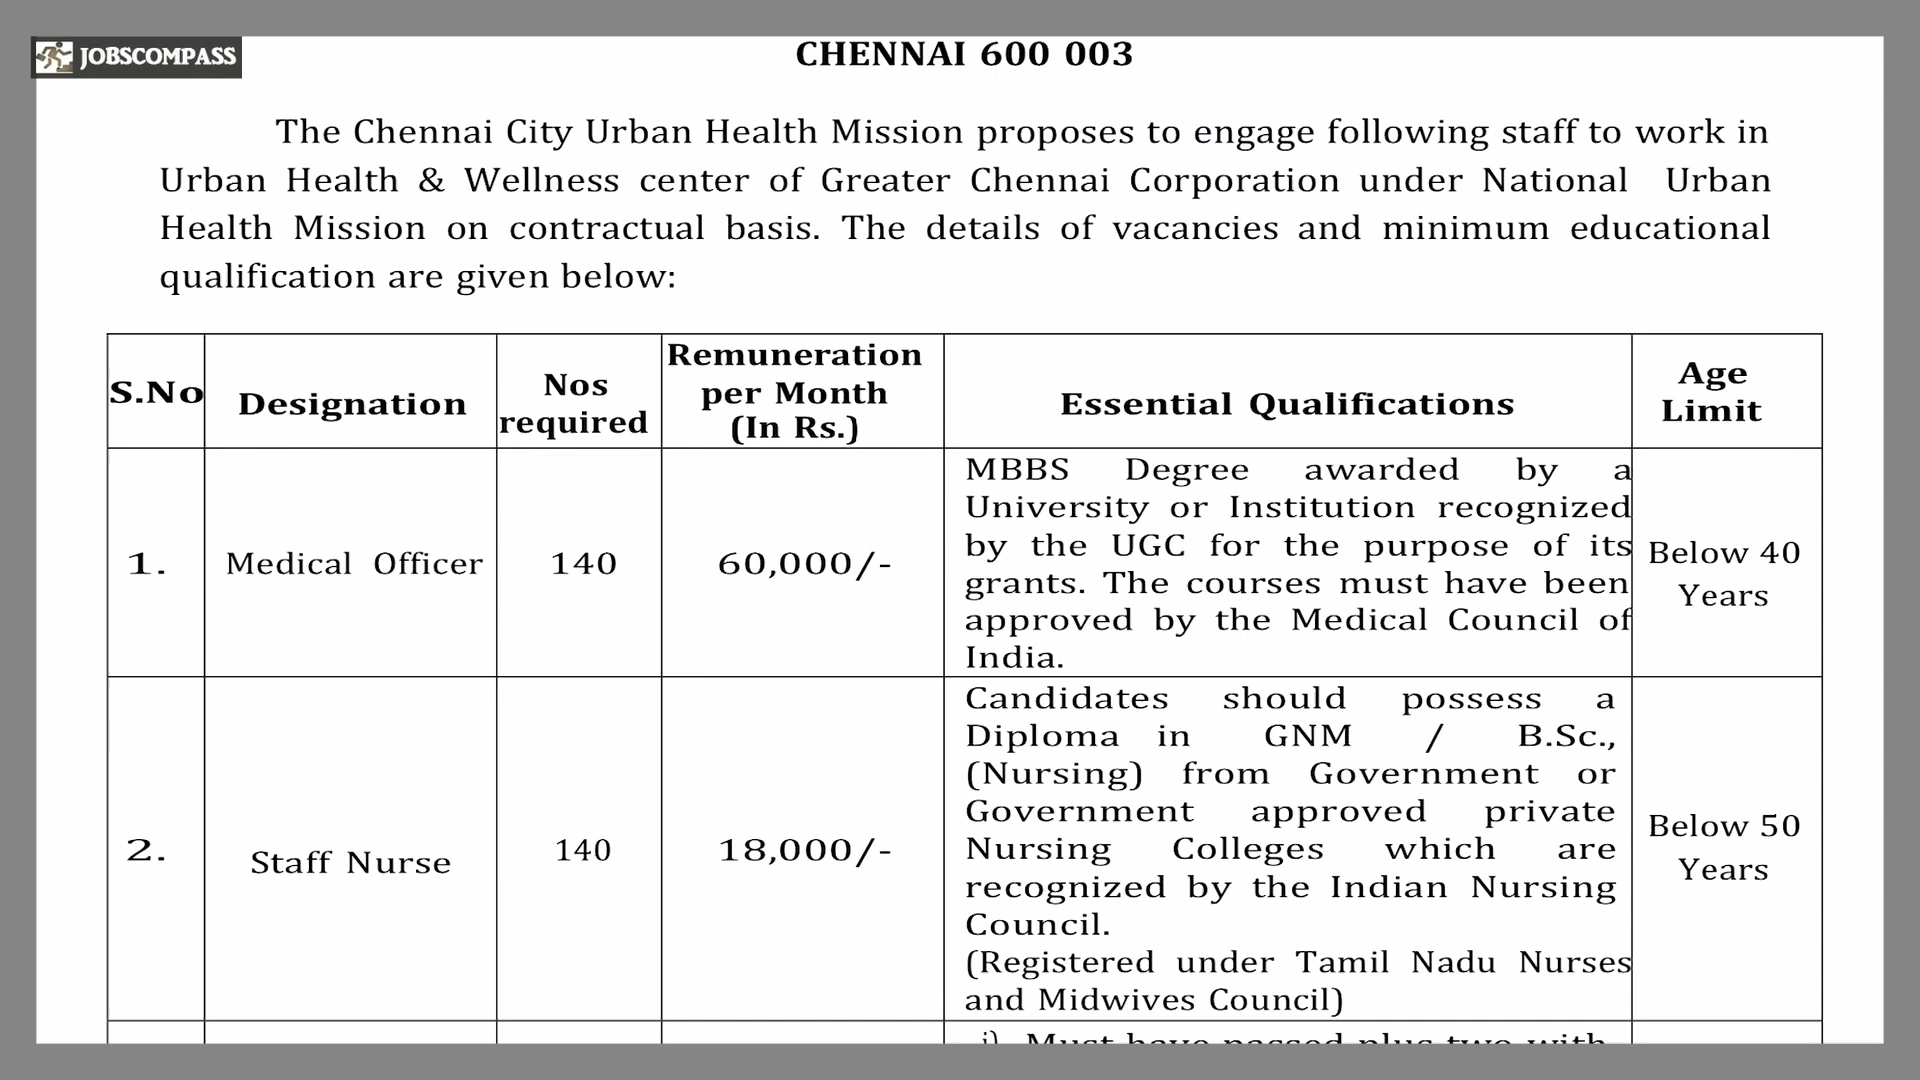 JOBSCOMPASS
CHENNAI 600 003
The Chennai City Urban Health Mission proposes to engage following staff to work in
Urban Health & Wellness center of Greater Chennai Corporation under National Urban
Health Mission on contractual basis. The details of vacancies and minimum educational
qualification are given below:
S.No
Designation
Nos
required
Remuneration
per Month
(In Rs.)
Essential Qualifications
Age
Limit
1.
Medical Officer
140
60,000/-
MBBS Degree awarded by a
University or Institution recognized
by the UGC for the purpose of its
grants. The courses must have been
approved by the Medical Council of
India.
Below 40
Years
2.
Staff Nurse
140
18,000/-
Candidates should possess a
Diploma in GNM / B.Sc.,
(Nursing) from Government or
Government approved private
Nursing Colleges which are
recognized by the Indian Nursing
Council.
(Registered under Tamil Nadu Nurses
and Midwives Council)
Below 50
Years
i) Must have passed plus two with